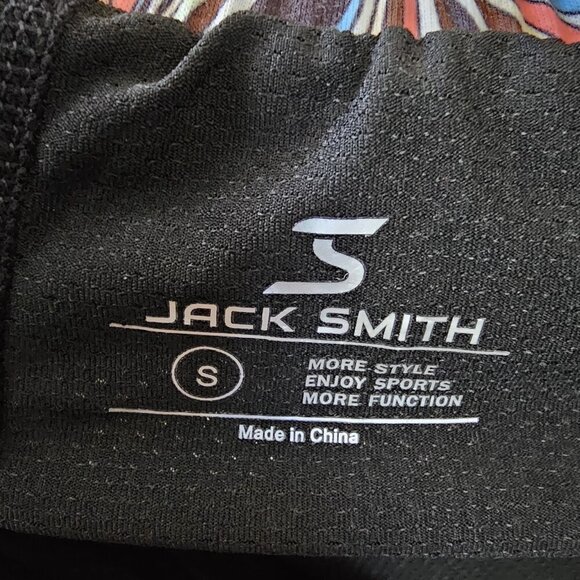 JACK SMITH
S
MORE STYLE
ENJOY SPORTS
MORE FUNCTION
Made in China